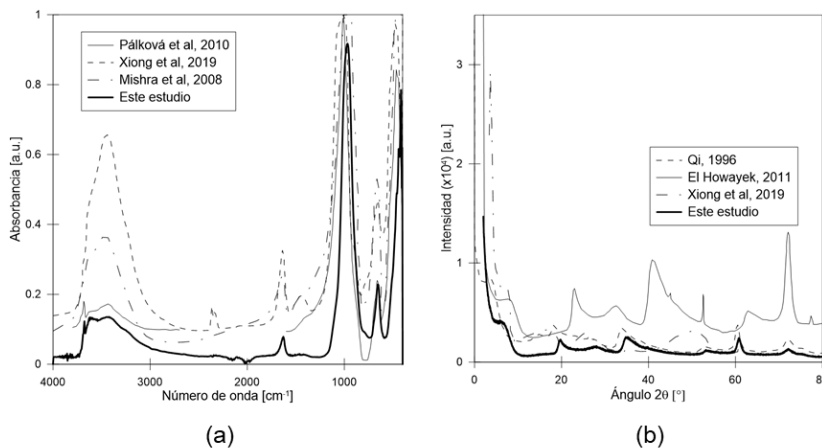 Absorbancia [a.u.]
1
0.8
0.6
0.4
0.2
0
Pálková et al, 2010
Xiong et al, 2019
Mishra et al, 2008
Este estudio
4000 3000 2000 1000
Número de onda [cm⁻¹]
(a)
Intensidad (x10⁴) [a.u.]
3
2
1
0
Qi, 1996
El Howayek, 2011
Xiong et al, 2019
Este estudio
0 20 40 60 80
Ángulo 2θ [°]
(b)